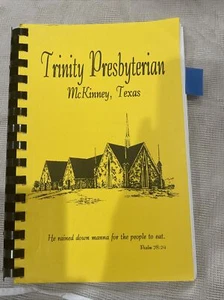 Trinity Presbyterian
McKinney, Texas
He rained down manna for the people to eat.
Psalm 78:24